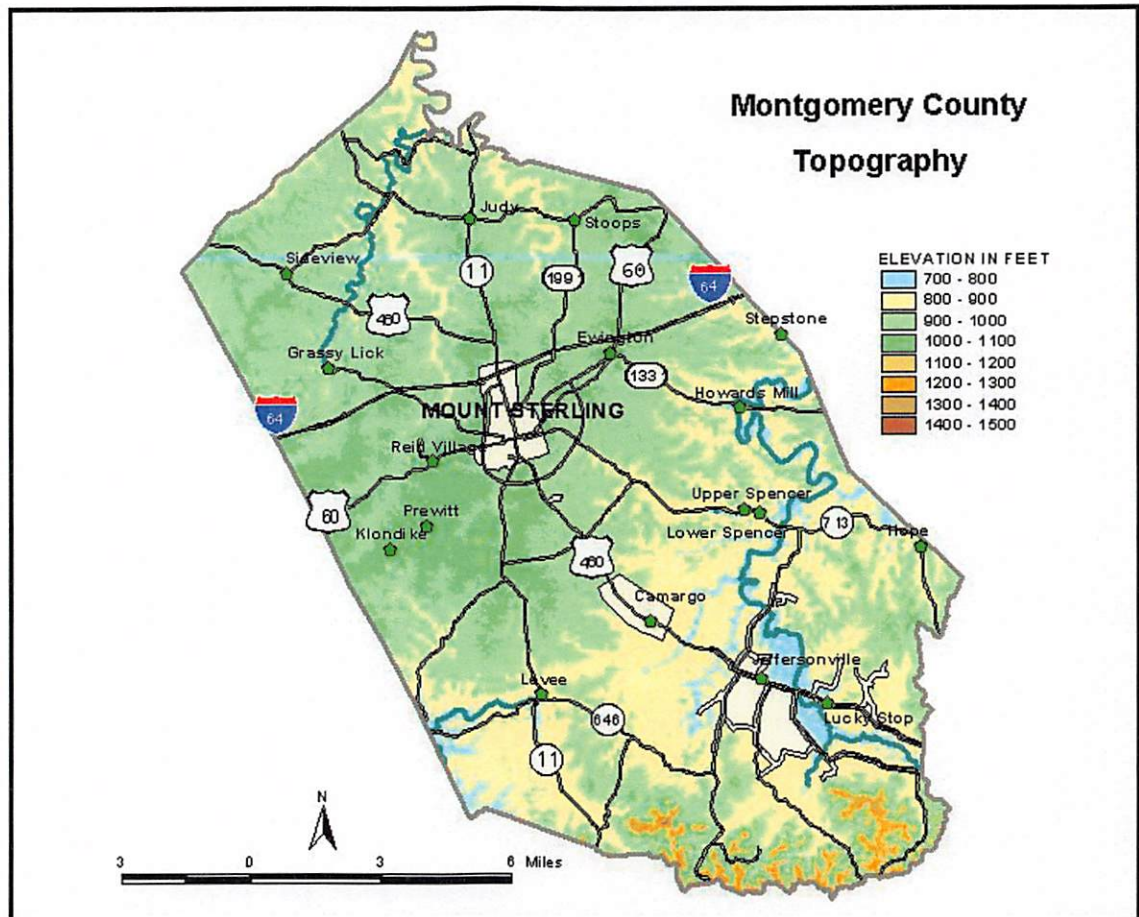 Montgomery County
Topography
ELEVATION IN FEET
700 - 800
800 - 900
900 - 1000
1000 - 1100
1100 - 1200
1200 - 1300
1300 - 1400
1400 - 1500
Judy
Stoops
11
199
60
64
Sideview
460
Stepstone
Ewington
Grassy Lick
133
Howards Mill
64
MOUNT STERLING
Reid Village
60
Prewitt
Klondike
Upper Spencer
Lower Spencer
713
Hope
460
Camargo
Jeffersonville
Levee
646
Lucky Stop
11
N
3 0 3 6 Miles